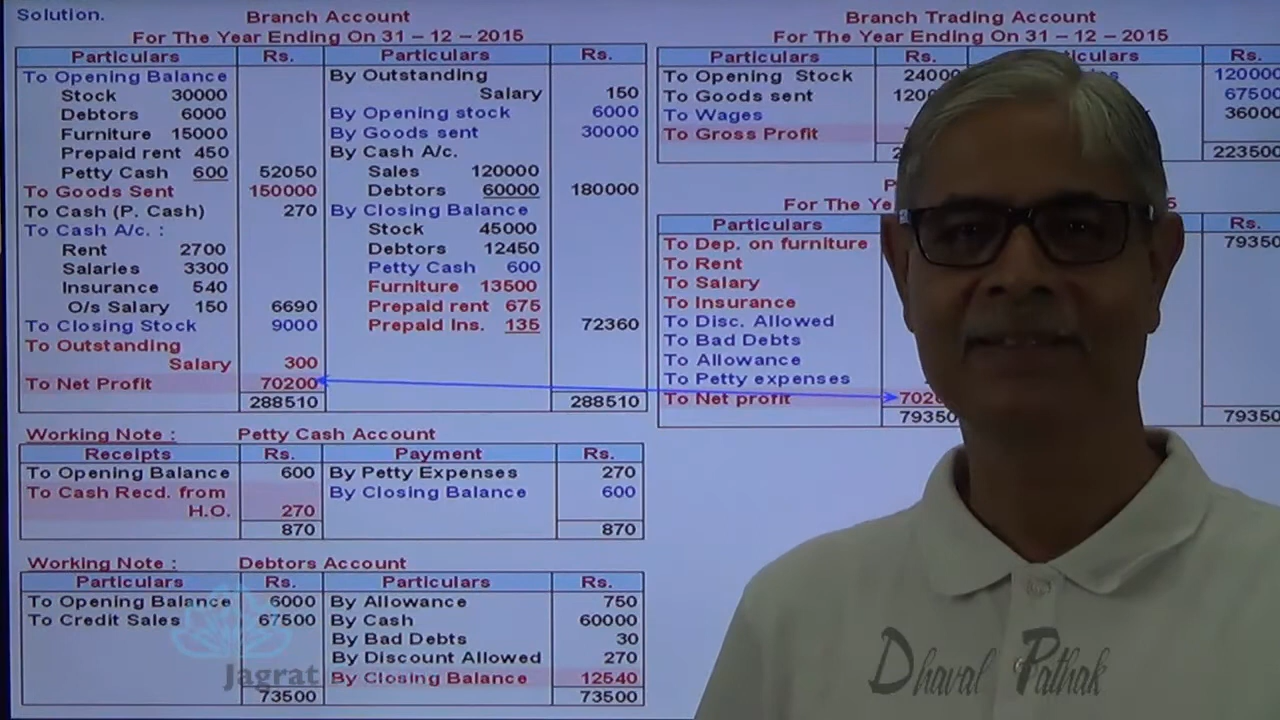 Solution.
Branch Account
For The Year Ending On 31 – 12 – 2015
Particulars Rs. Particulars Rs.
To Opening Balance By Outstanding
Stock 30000 Salary 150
Debtors 6000 By Opening stock 6000
Furniture 15000 By Goods sent 30000
Prepaid rent 450 By Cash A/c.
Petty Cash 600 52050 Sales 120000
To Goods Sent 150000 Debtors 60000 180000
To Cash (P. Cash) 270 By Closing Balance
To Cash A/c. : Stock 45000
Rent 2700 Debtors 12450
Salaries 3300 Petty Cash 600
Insurance 540 Furniture 13500
O/s Salary 150 6690 Prepaid rent 675
To Closing Stock 9000 Prepaid Ins. 135 72360
To Outstanding
Salary 300
To Net Profit 70200
288510 288510
Working Note : Petty Cash Account
Receipts Rs. Payment Rs.
To Opening Balance 600 By Petty Expenses 270
To Cash Recd. from By Closing Balance 600
H.O. 270
870 870
Working Note : Debtors Account
Particulars Rs. Particulars Rs.
To Opening Balance 6000 By Allowance 750
To Credit Sales 67500 By Cash 60000
By Bad Debts 30
By Discount Allowed 270
By Closing Balance 12540
73500 73500
Branch Trading Account
For The Year Ending On 31 – 12 – 2015
Particulars Rs. Rs.
To Opening Stock 24000 120000
To Goods sent 67500
To Wages 36000
To Gross Profit
223500
For The
Particulars Rs.
To Dep. on furniture 79350
To Rent
To Salary
To Insurance
To Disc. Allowed
To Bad Debts
To Allowance
To Petty expenses
To Net profit
79350 79350
Jagrat
Dhaval Pathak